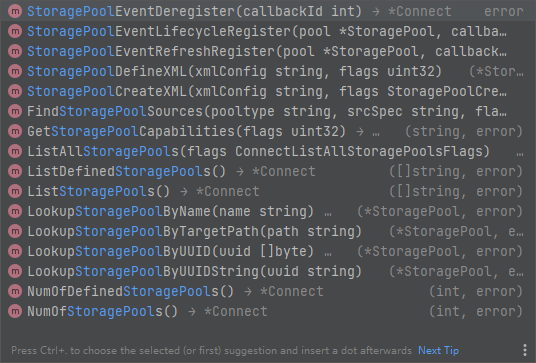 m StoragePoolEventDeregister(callbackId int) → *Connect error
m StoragePoolEventLifecycleRegister(pool *StoragePool, callba…
m StoragePoolEventRefreshRegister(pool *StoragePool, callback…
m StoragePoolDefineXML(xmlConfig string, flags uint32) (*Stor…
m StoragePoolCreateXML(xmlConfig string, flags StoragePoolCre…
m FindStoragePoolSources(pooltype string, srcSpec string, fla…
m GetStoragePoolCapabilities(flags uint32) → … (string, error)
m ListAllStoragePools(flags ConnectListAllStoragePoolsFlags) …
m ListDefinedStoragePools() → *Connect ([]string, error)
m ListStoragePools() → *Connect ([]string, error)
m LookupStoragePoolByName(name string) … (*StoragePool, error)
m LookupStoragePoolByTargetPath(path string) (*StoragePool, e…
m LookupStoragePoolByUUID(uuid []byte) … (*StoragePool, error)
m LookupStoragePoolByUUIDString(uuid string) (*StoragePool, e…
m NumOfDefinedStoragePools() → *Connect (int, error)
m NumOfStoragePools() → *Connect (int, error)
Press Ctrl+. to choose the selected (or first) suggestion and insert a dot afterwards Next Tip